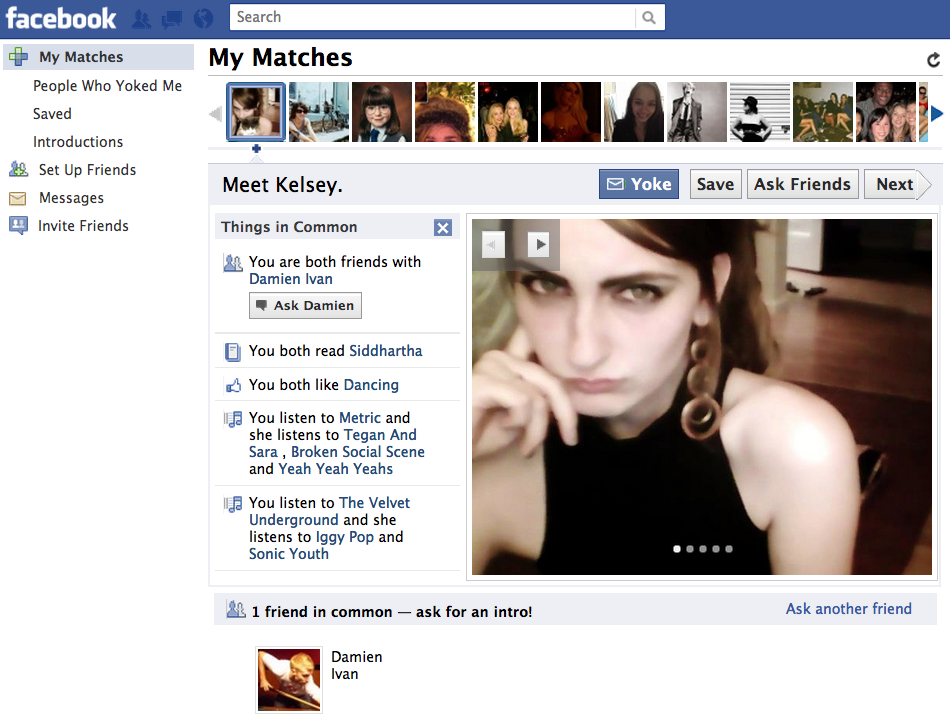 facebook
Search
My Matches
People Who Yoked Me
Saved
Introductions
Set Up Friends
Messages
Invite Friends
My Matches
Meet Kelsey.
Yoke
Save
Ask Friends
Next
Things in Common
You are both friends with
Damien Ivan
Ask Damien
You both read Siddhartha
You both like Dancing
You listen to Metric and
she listens to Tegan And
Sara , Broken Social Scene
and Yeah Yeah Yeahs
You listen to The Velvet
Underground and she
listens to Iggy Pop and
Sonic Youth
1 friend in common — ask for an intro!
Ask another friend
Damien
Ivan